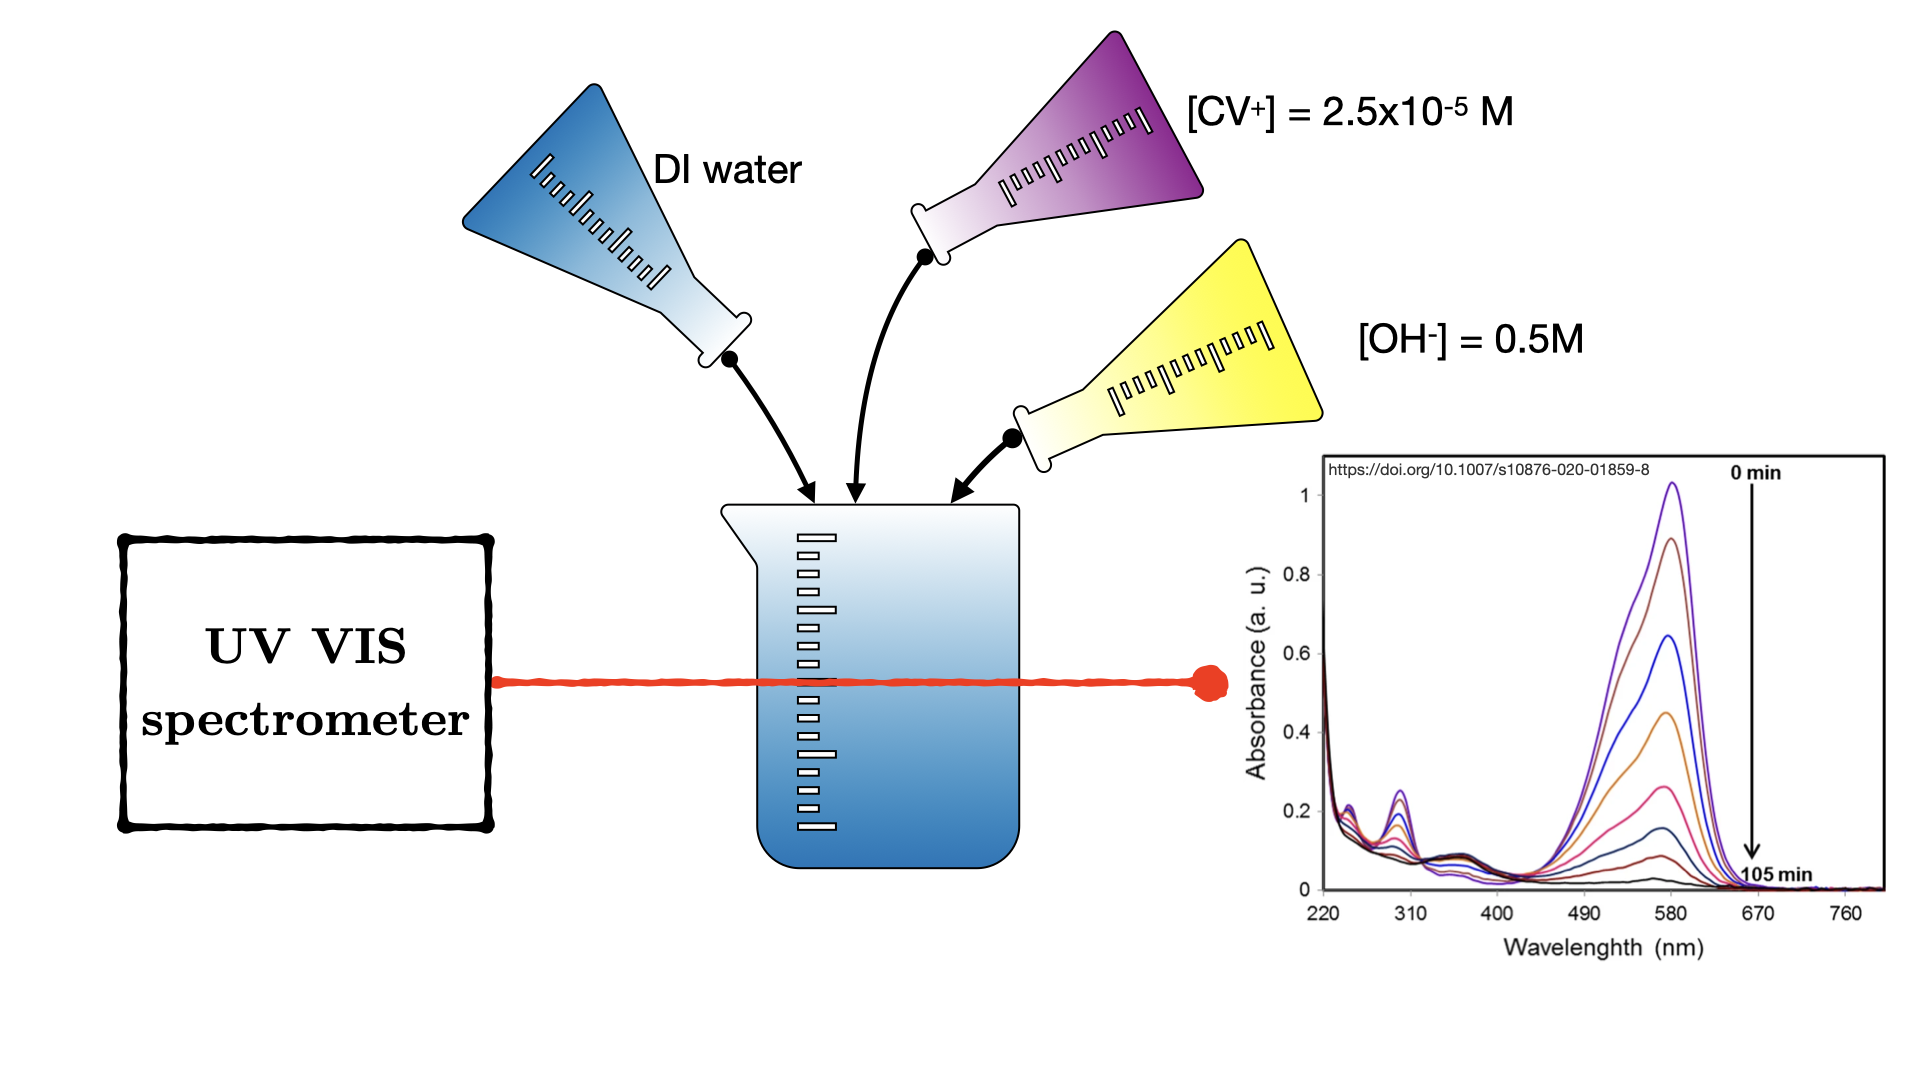 DI water
[CV+] = 2.5x10-5 M
[OH-] = 0.5M
UV VIS
spectrometer
https://doi.org/10.1007/s10876-020-01859-8
0 min
105 min
Absorbance (a. u.)
1
0.8
0.6
0.4
0.2
0
220 310 400 490 580 670 760
Wavelenghth (nm)